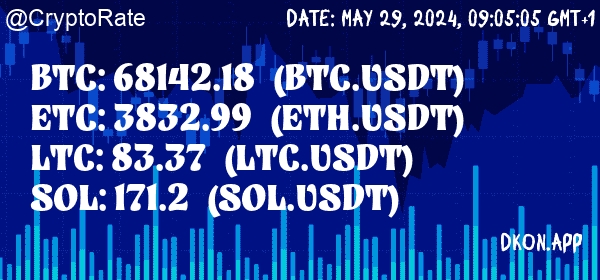 @CryptoRate
DATE: MAY 29, 2024, 09:05:05 GMT+1
BTC: 68142.18 (BTC.USDT)
ETC: 3832.99 (ETH.USDT)
LTC: 83.37 (LTC.USDT)
SOL: 171.2 (SOL.USDT)
DKON.APP